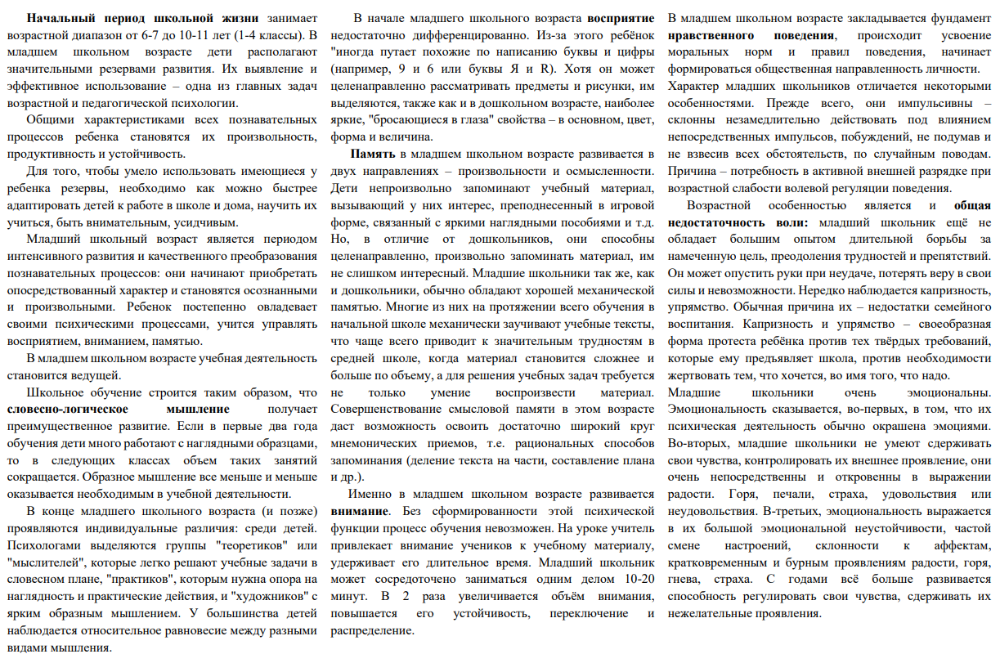 Начальный период школьной жизни занимает
возрастной диапазон от 6-7 до 10-11 лет (1-4 классы). В
младшем школьном возрасте дети располагают
значительными резервами развития. Их выявление и
эффективное использование – одна из главных задач
возрастной и педагогической психологии.
Общими характеристиками всех познавательных
процессов ребенка становятся их произвольность,
продуктивность и устойчивость.
Для того, чтобы умело использовать имеющиеся у
ребенка резервы, необходимо как можно быстрее
адаптировать детей к работе в школе и дома, научить их
учиться, быть внимательным, усидчивым.
Младший школьный возраст является периодом
интенсивного развития и качественного преобразования
познавательных процессов: они начинают приобретать
опосредствованный характер и становятся осознанными
и произвольными. Ребенок постепенно овладевает
своими психическими процессами, учится управлять
восприятием, вниманием, памятью.
В младшем школьном возрасте учебная деятельность
становится ведущей.
Школьное обучение строится таким образом, что
словесно-логическое мышление получает
преимущественное развитие. Если в первые два года
обучения дети много работают с наглядными образцами,
то в следующих классах объем таких занятий
сокращается. Образное мышление все меньше и меньше
оказывается необходимым в учебной деятельности.
В конце младшего школьного возраста (и позже)
проявляются индивидуальные различия: среди детей.
Психологами выделяются группы "теоретиков" или
"мыслителей", которые легко решают учебные задачи в
словесном плане, "практиков", которым нужна опора на
наглядность и практические действия, и "художников" с
ярким образным мышлением. У большинства детей
наблюдается относительное равновесие между разными
видами мышления.
В начале младшего школьного возраста восприятие
недостаточно дифференцированно. Из-за этого ребёнок
"иногда путает похожие по написанию буквы и цифры
(например, 9 и 6 или буквы Я и R). Хотя он может
целенаправленно рассматривать предметы и рисунки, им
выделяются, также как и в дошкольном возрасте, наиболее
яркие, "бросающиеся в глаза" свойства – в основном, цвет,
форма и величина.
Память в младшем школьном возрасте развивается в
двух направлениях – произвольности и осмысленности.
Дети непроизвольно запоминают учебный материал,
вызывающий у них интерес, преподнесенный в игровой
форме, связанный с яркими наглядными пособиями и т.д.
Но, в отличие от дошкольников, они способны
целенаправленно, произвольно запоминать материал, им
не слишком интересный. Младшие школьники так же, как
и дошкольники, обычно обладают хорошей механической
памятью. Многие из них на протяжении всего обучения в
начальной школе механически заучивают учебные тексты,
что чаще всего приводит к значительным трудностям в
средней школе, когда материал становится сложнее и
больше по объему, а для решения учебных задач требуется
не только умение воспроизвести материал.
Совершенствование смысловой памяти в этом возрасте
даст возможность освоить достаточно широкий круг
мнемонических приемов, т.е. рациональных способов
запоминания (деление текста на части, составление плана
и др.).
Именно в младшем школьном возрасте развивается
внимание. Без сформированности этой психической
функции процесс обучения невозможен. На уроке учитель
привлекает внимание учеников к учебному материалу,
удерживает его длительное время. Младший школьник
может сосредоточено заниматься одним делом 10-20
минут. В 2 раза увеличивается объём внимания,
повышается его устойчивость, переключение и
распределение.
В младшем школьном возрасте закладывается фундамент
нравственного поведения, происходит усвоение
моральных норм и правил поведения, начинает
формироваться общественная направленность личности.
Характер младших школьников отличается некоторыми
особенностями. Прежде всего, они импульсивны –
склонны незамедлительно действовать под влиянием
непосредственных импульсов, побуждений, не подумав и
не взвесив всех обстоятельств, по случайным поводам.
Причина – потребность в активной внешней разрядке при
возрастной слабости волевой регуляции поведения.
Возрастной особенностью является и общая
недостаточность воли: младший школьник ещё не
обладает большим опытом длительной борьбы за
намеченную цель, преодоления трудностей и препятствий.
Он может опустить руки при неудаче, потерять веру в свои
силы и невозможности. Нередко наблюдается капризность,
упрямство. Обычная причина их – недостатки семейного
воспитания. Капризность и упрямство – своеобразная
форма протеста ребёнка против тех твёрдых требований,
которые ему предъявляет школа, против необходимости
жертвовать тем, что хочется, во имя того, что надо.
Младшие школьники очень эмоциональны.
Эмоциональность сказывается, во-первых, в том, что их
психическая деятельность обычно окрашена эмоциями.
Во-вторых, младшие школьники не умеют сдерживать
свои чувства, контролировать их внешнее проявление, они
очень непосредственны и откровенны в выражении
радости. Горя, печали, страха, удовольствия или
неудовольствия. В-третьих, эмоциональность выражается
в их большой эмоциональной неустойчивости, частой
смене настроений, склонности к аффектам,
кратковременным и бурным проявлениям радости, горя,
гнева, страха. С годами всё больше развивается
способность регулировать свои чувства, сдерживать их
нежелательные проявления.